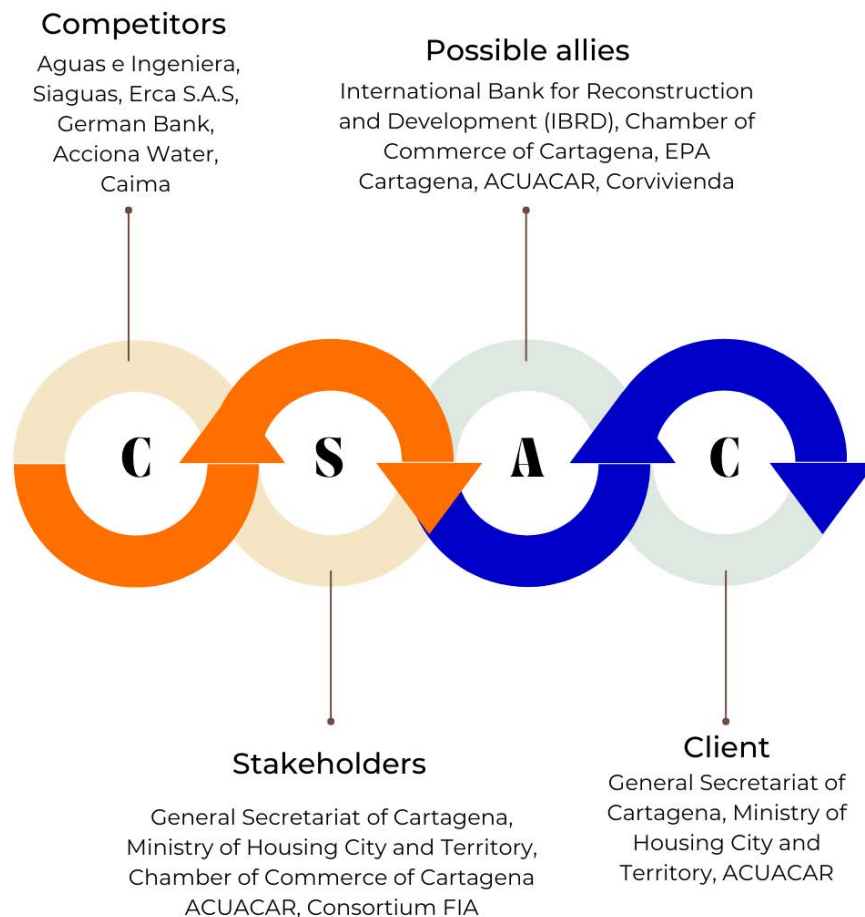 Competitors
Aguas e Ingeniera,
Siaguas, Erca S.A.S,
German Bank,
Acciona Water,
Caima
Possible allies
International Bank for Reconstruction
and Development (IBRD), Chamber of
Commerce of Cartagena, EPA
Cartagena, ACUACAR, Corvivienda
C
S
A
C
Stakeholders
General Secretariat of Cartagena,
Ministry of Housing City and Territory,
Chamber of Commerce of Cartagena
ACUACAR, Consortium FIA
Client
General Secretariat of
Cartagena, Ministry of
Housing City and
Territory, ACUACAR